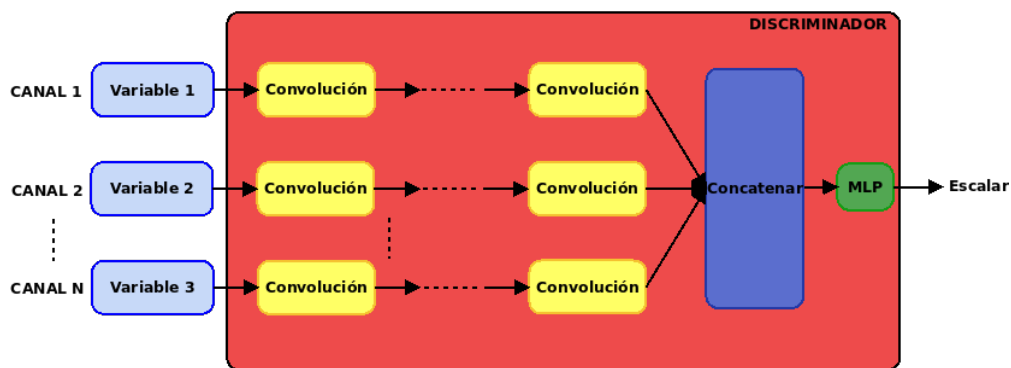 DISCRIMINADOR
CANAL 1 Variable 1 Convolución Convolución
CANAL 2 Variable 2 Convolución Convolución Concatenar MLP Escalar
CANAL N Variable 3 Convolución Convolución